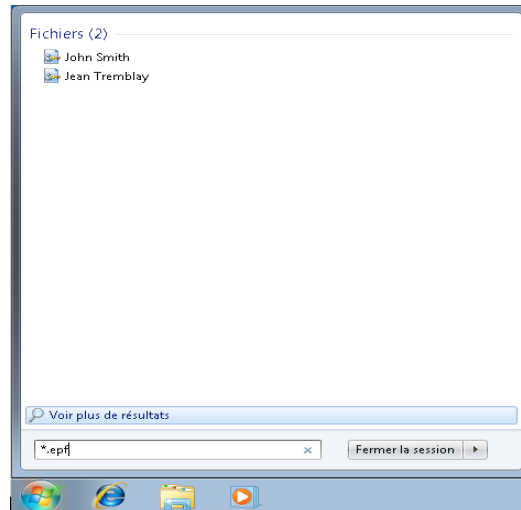 Fichiers (2)
John Smith
Jean Tremblay
Voir plus de résultats
*.epf
Fermer la session